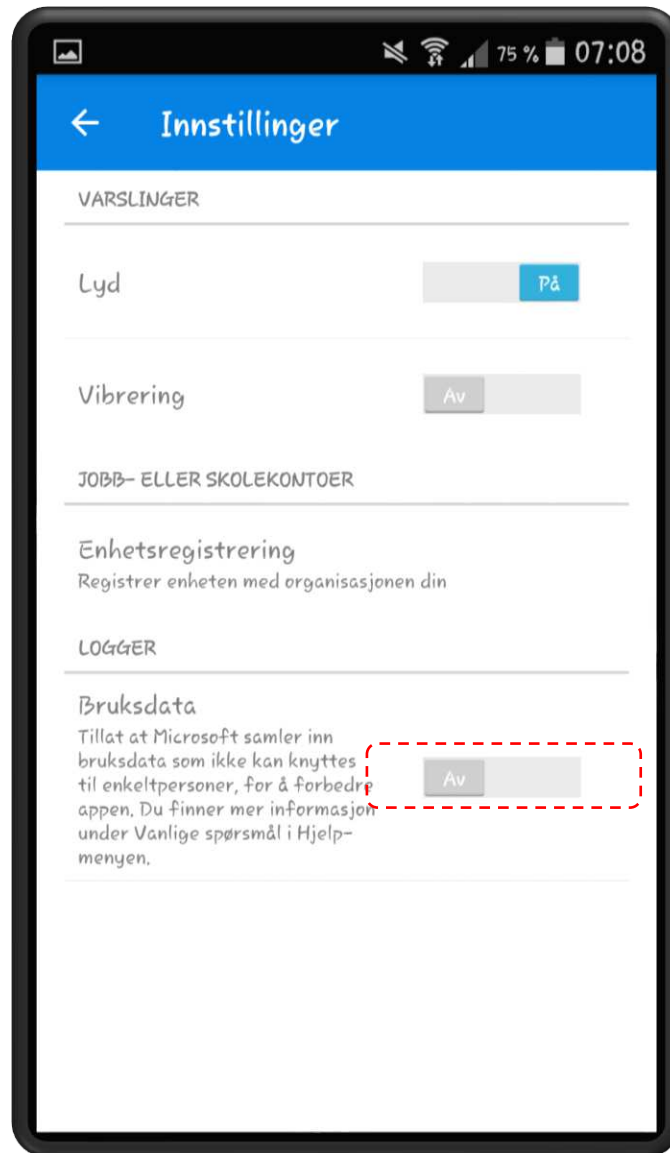 75 % 07:08
Innstillinger
VARSLINGER
Lyd
På
Vibrering
Av
JOBB- ELLER SKOLEKONTOER
Enhetsregistrering
Registrer enheten med organisasjonen din
LOGGER
Bruksdata
Tillat at Microsoft samler inn
bruksdata som ikke kan knyttes
til enkeltpersoner, for å forbedre
appen. Du finner mer informasjon
under Vanlige spørsmål i Hjelp-
menyen.
Av